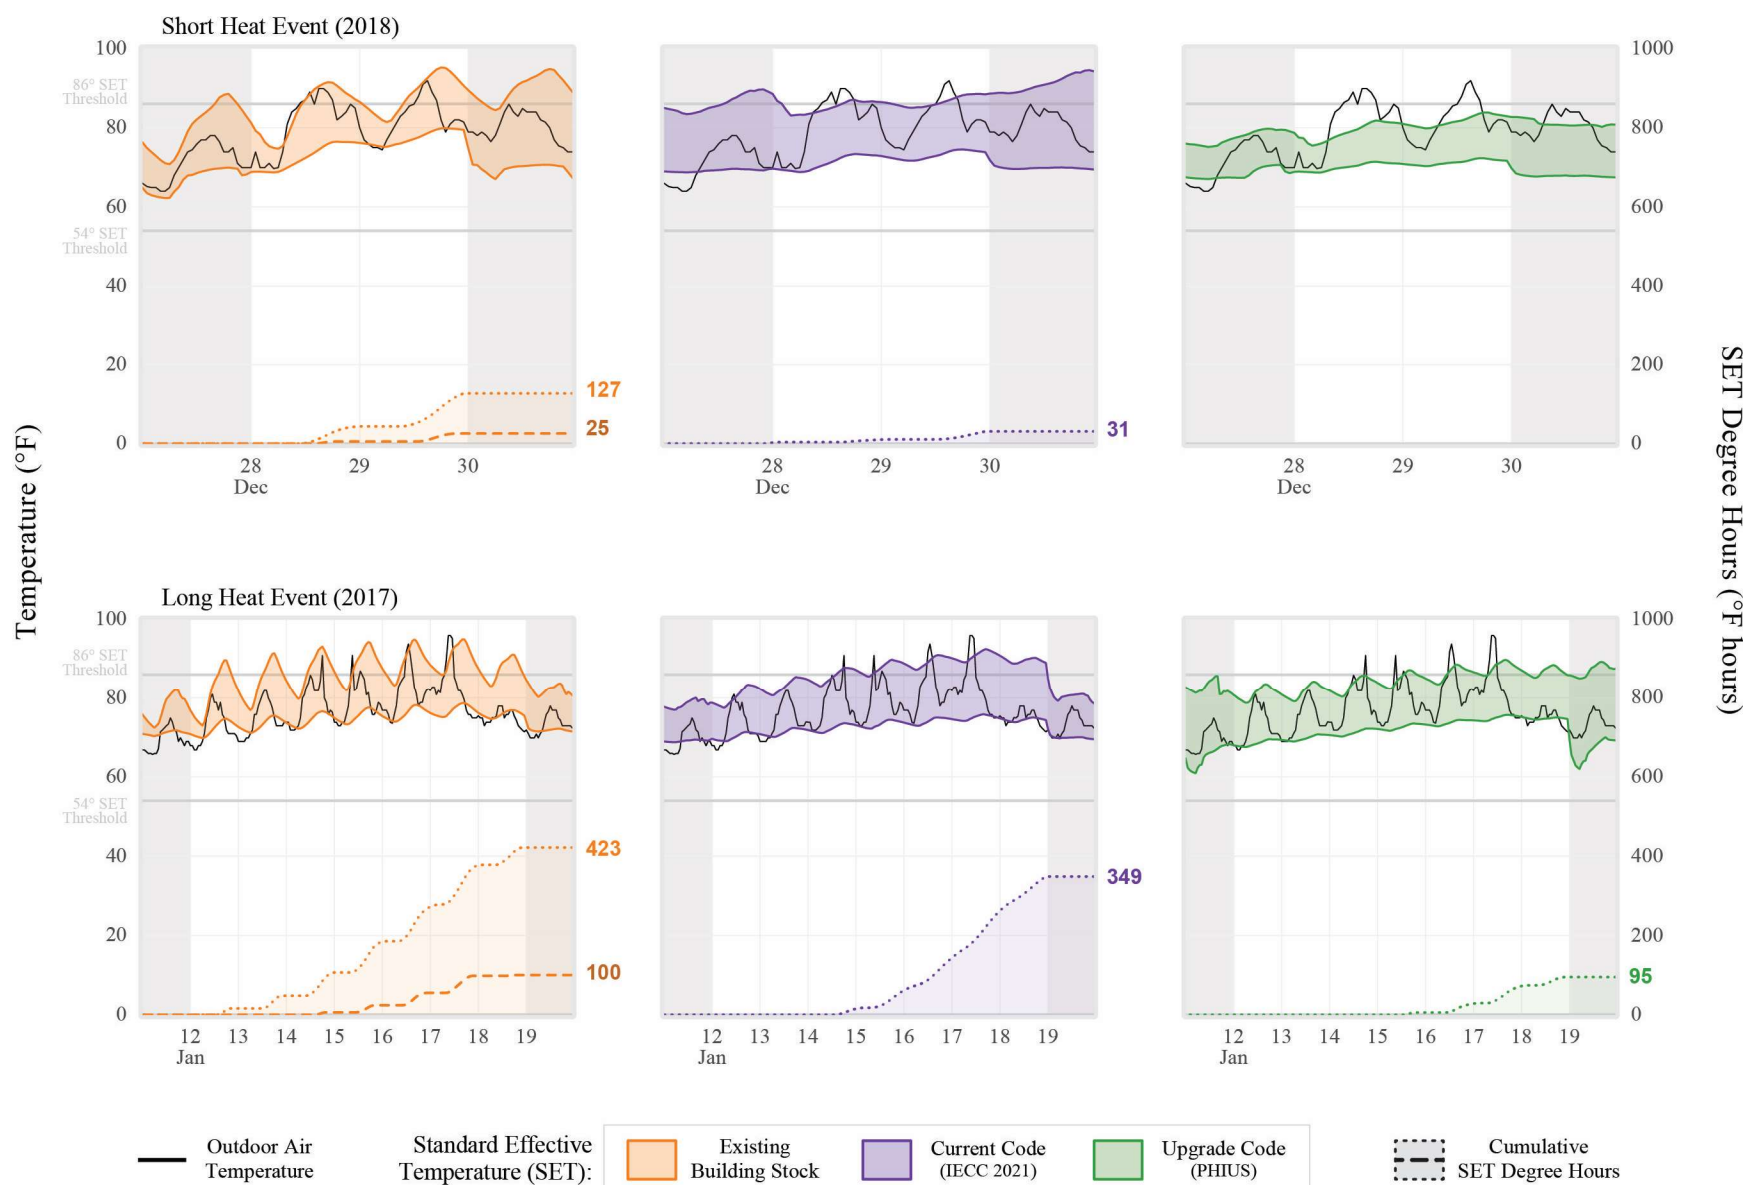 Short Heat Event (2018)
100
80
60
40
20
0
86° SET
Threshold
54° SET
Threshold
127
25
28
29
30
Dec
31
28
29
30
Dec
28
29
30
Dec
1000
800
600
400
200
0
Temperature (°F)
SET Degree Hours (°F hours)
Long Heat Event (2017)
100
80
60
40
20
0
86° SET
Threshold
54° SET
Threshold
423
100
12
13
14
15
16
17
18
19
Jan
349
12
13
14
15
16
17
18
19
Jan
95
12
13
14
15
16
17
18
19
Jan
1000
800
600
400
200
0
Outdoor Air
Temperature
Standard Effective
Temperature (SET):
Existing
Building Stock
Current Code
(IECC 2021)
Upgrade Code
(PHIUS)
Cumulative
SET Degree Hours